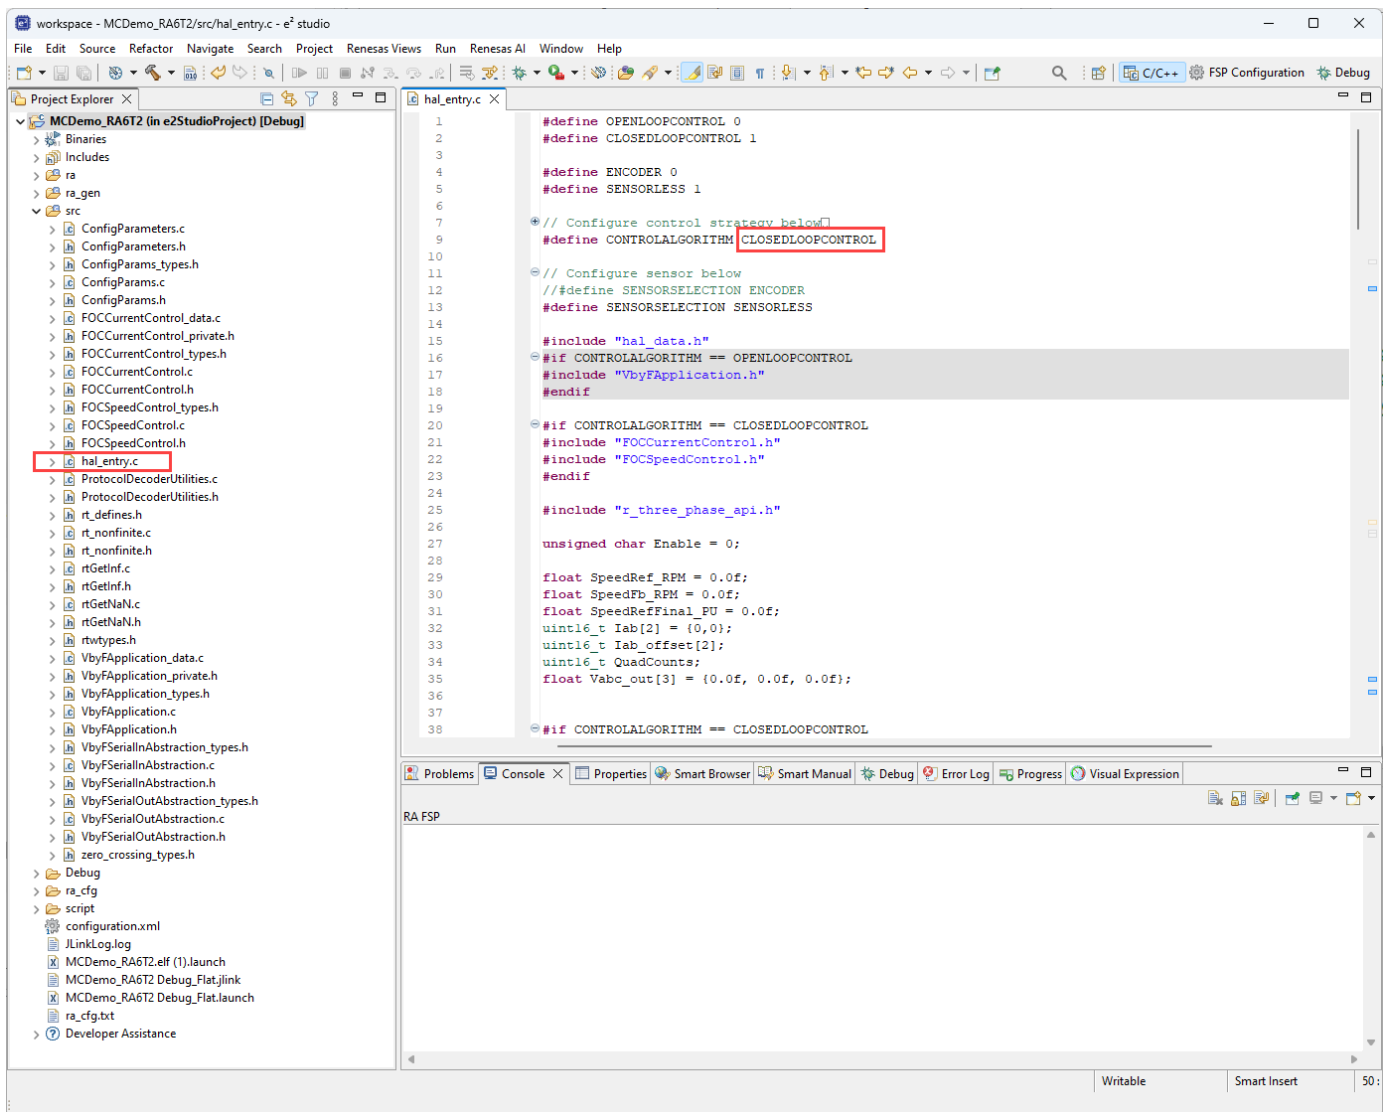 workspace - MCDemo_RA6T2/src/hal_entry.c - e² studio
File Edit Source Refactor Navigate Search Project Renesas Views Run Renesas AI Window Help
C/C++ FSP Configuration Debug
Project Explorer
MCDemo_RA6T2 (in e2StudioProject) [Debug]
Binaries
Includes
ra
ra_gen
src
ConfigParameters.c
ConfigParameters.h
ConfigParams_types.h
ConfigParams.c
ConfigParams.h
FOCCurrentControl_data.c
FOCCurrentControl_private.h
FOCCurrentControl_types.h
FOCCurrentControl.c
FOCCurrentControl.h
FOCSpeedControl_types.h
FOCSpeedControl.c
FOCSpeedControl.h
hal_entry.c
ProtocolDecoderUtilities.c
ProtocolDecoderUtilities.h
rt_defines.h
rt_nonfinite.c
rt_nonfinite.h
rtGetInf.c
rtGetInf.h
rtGetNaN.c
rtGetNaN.h
rtwtypes.h
VbyFApplication_data.c
VbyFApplication_private.h
VbyFApplication_types.h
VbyFApplication.c
VbyFApplication.h
VbyFSerialInAbstraction_types.h
VbyFSerialInAbstraction.c
VbyFSerialInAbstraction.h
VbyFSerialOutAbstraction_types.h
VbyFSerialOutAbstraction.c
VbyFSerialOutAbstraction.h
zero_crossing_types.h
Debug
ra_cfg
script
configuration.xml
JLinkLog.log
MCDemo_RA6T2.elf (1).launch
MCDemo_RA6T2 Debug_Flat.jlink
MCDemo_RA6T2 Debug_Flat.launch
ra_cfg.txt
Developer Assistance
hal_entry.c
1 #define OPENLOOPCONTROL 0
2 #define CLOSEDLOOPCONTROL 1
3
4 #define ENCODER 0
5 #define SENSORLESS 1
6
7 // Configure control strategy below
9 #define CONTROLALGORITHM CLOSEDLOOPCONTROL
10
11 // Configure sensor below
12 //#define SENSORSELECTION ENCODER
13 #define SENSORSELECTION SENSORLESS
14
15 #include "hal_data.h"
16 #if CONTROLALGORITHM == OPENLOOPCONTROL
17 #include "VbyFApplication.h"
18 #endif
19
20 #if CONTROLALGORITHM == CLOSEDLOOPCONTROL
21 #include "FOCCurrentControl.h"
22 #include "FOCSpeedControl.h"
23 #endif
24
25 #include "r_three_phase_api.h"
26
27 unsigned char Enable = 0;
28
29 float SpeedRef_RPM = 0.0f;
30 float SpeedFb_RPM = 0.0f;
31 float SpeedRefFinal_PU = 0.0f;
32 uint16_t Iab[2] = {0,0};
33 uint16_t Iab_offset[2];
34 uint16_t QuadCounts;
35 float Vabc_out[3] = {0.0f, 0.0f, 0.0f};
36
37
38 #if CONTROLALGORITHM == CLOSEDLOOPCONTROL
Problems Console Properties Smart Browser Smart Manual Debug Error Log Progress Visual Expression
RA FSP
Writable Smart Insert 50 :